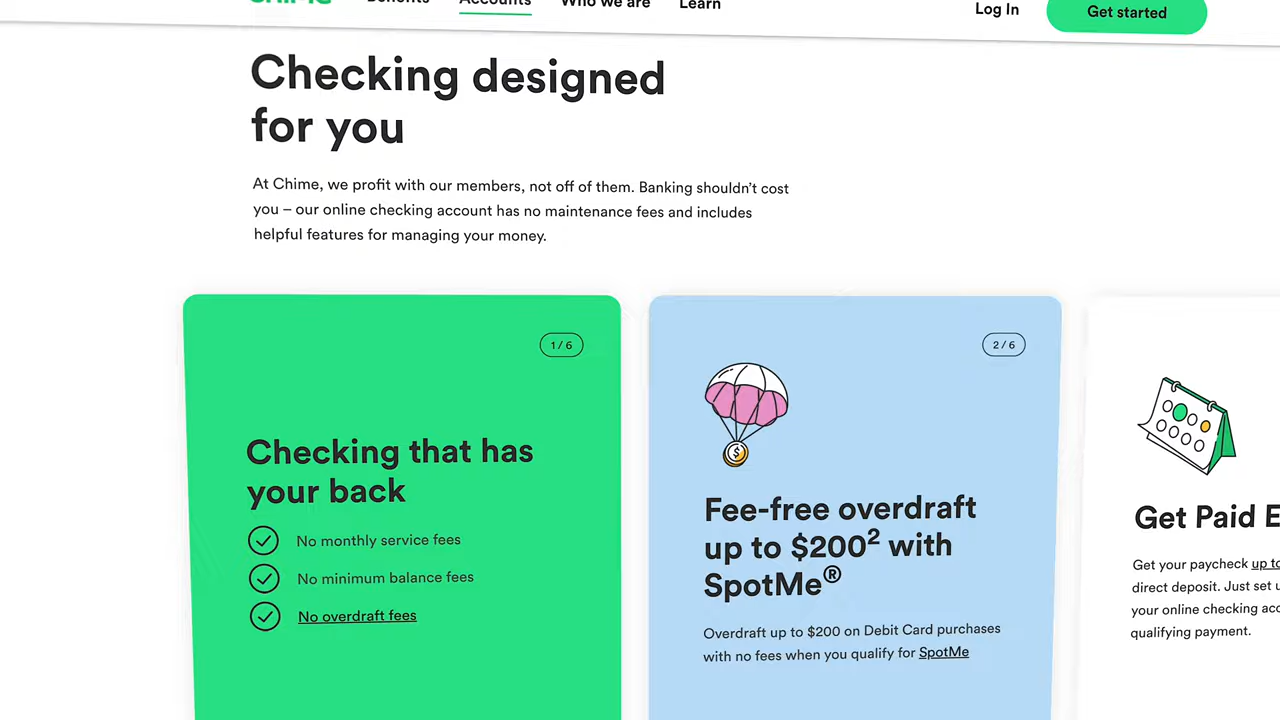 Chime Benefits Accounts Who we are Learn Log In Get started
Checking designed
for you
At Chime, we profit with our members, not off of them. Banking shouldn't cost
you – our online checking account has no maintenance fees and includes
helpful features for managing your money.
1 / 6
Checking that has
your back
No monthly service fees
No minimum balance fees
No overdraft fees
2 / 6
Fee-free overdraft
up to $200² with
SpotMe®
Overdraft up to $200 on Debit Card purchases
with no fees when you qualify for SpotMe
Get Paid E
Get your paycheck up to
direct deposit. Just set u
your online checking acc
qualifying payment.